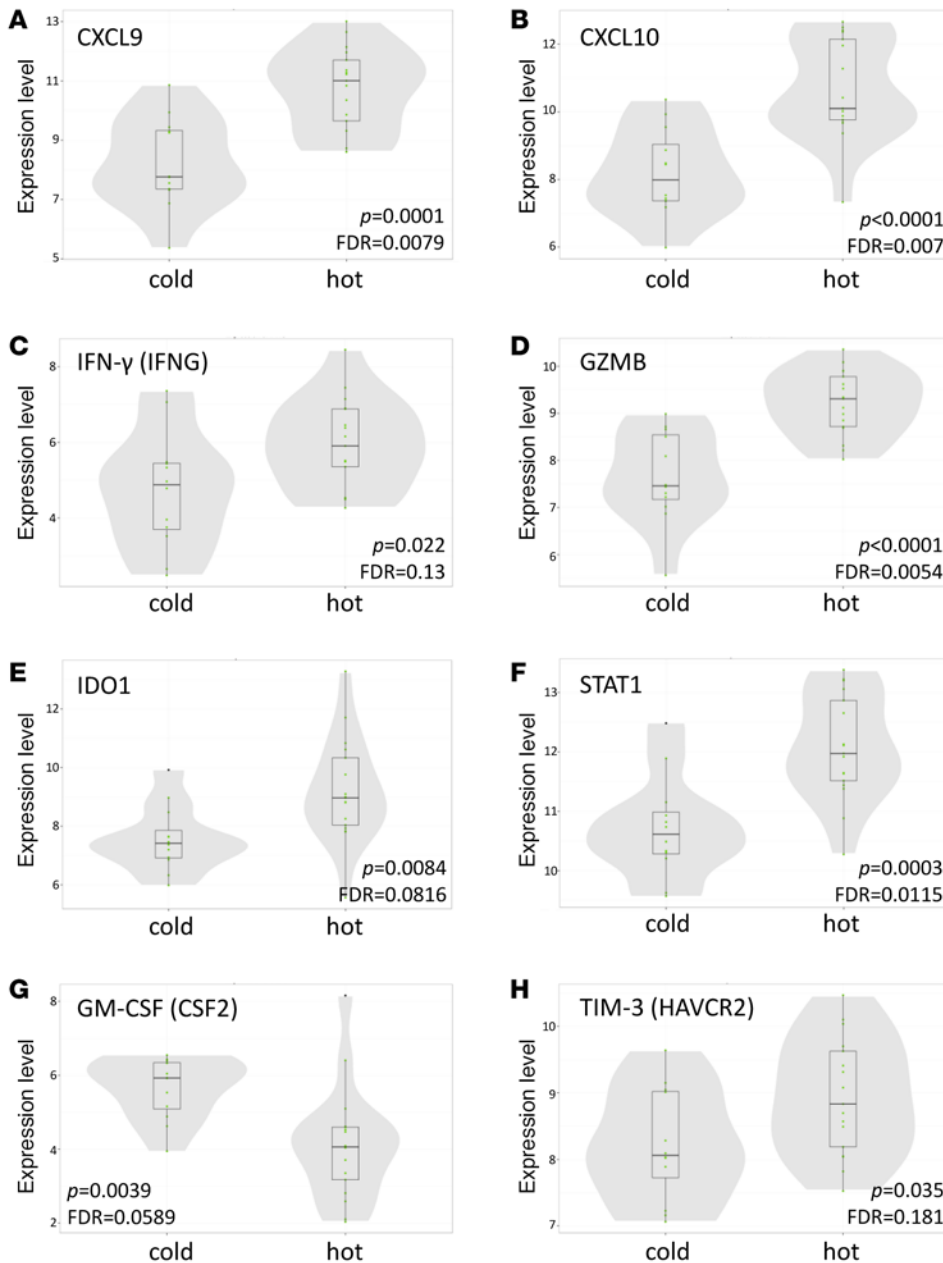 A
CXCL9
Expression level
13
11
9
7
5
p=0.0001
FDR=0.0079
cold
hot
B
CXCL10
Expression level
12
10
8
6
p<0.0001
FDR=0.007
cold
hot
C
IFN-γ (IFNG)
Expression level
8
6
4
p=0.022
FDR=0.13
cold
hot
D
GZMB
Expression level
10
9
8
7
6
p<0.0001
FDR=0.0054
cold
hot
E
IDO1
Expression level
12
10
8
6
p=0.0084
FDR=0.0816
cold
hot
F
STAT1
Expression level
13
12
11
10
p=0.0003
FDR=0.0115
cold
hot
G
GM-CSF (CSF2)
Expression level
8
6
4
2
p=0.0039
FDR=0.0589
cold
hot
H
TIM-3 (HAVCR2)
Expression level
10
9
8
7
p=0.035
FDR=0.181
cold
hot